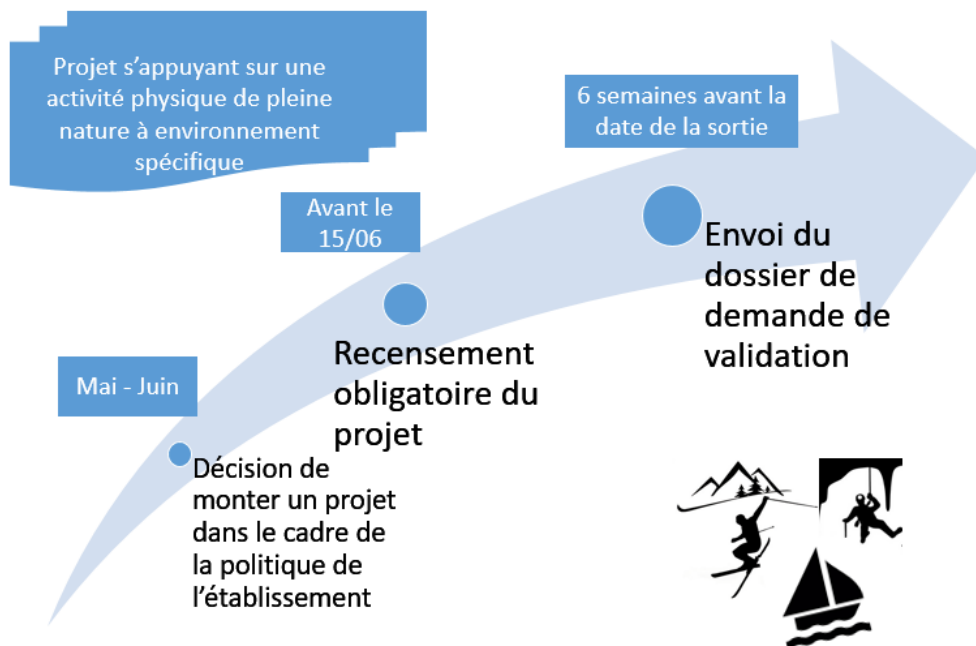 Projet s'appuyant sur une
activité physique de pleine
nature à environnement
spécifique
6 semaines avant la
date de la sortie
Avant le
15/06
Envoi du
dossier de
demande de
validation
Recensement
obligatoire du
projet
Mai - Juin
Décision de
monter un projet
dans le cadre de
la politique de
l'établissement